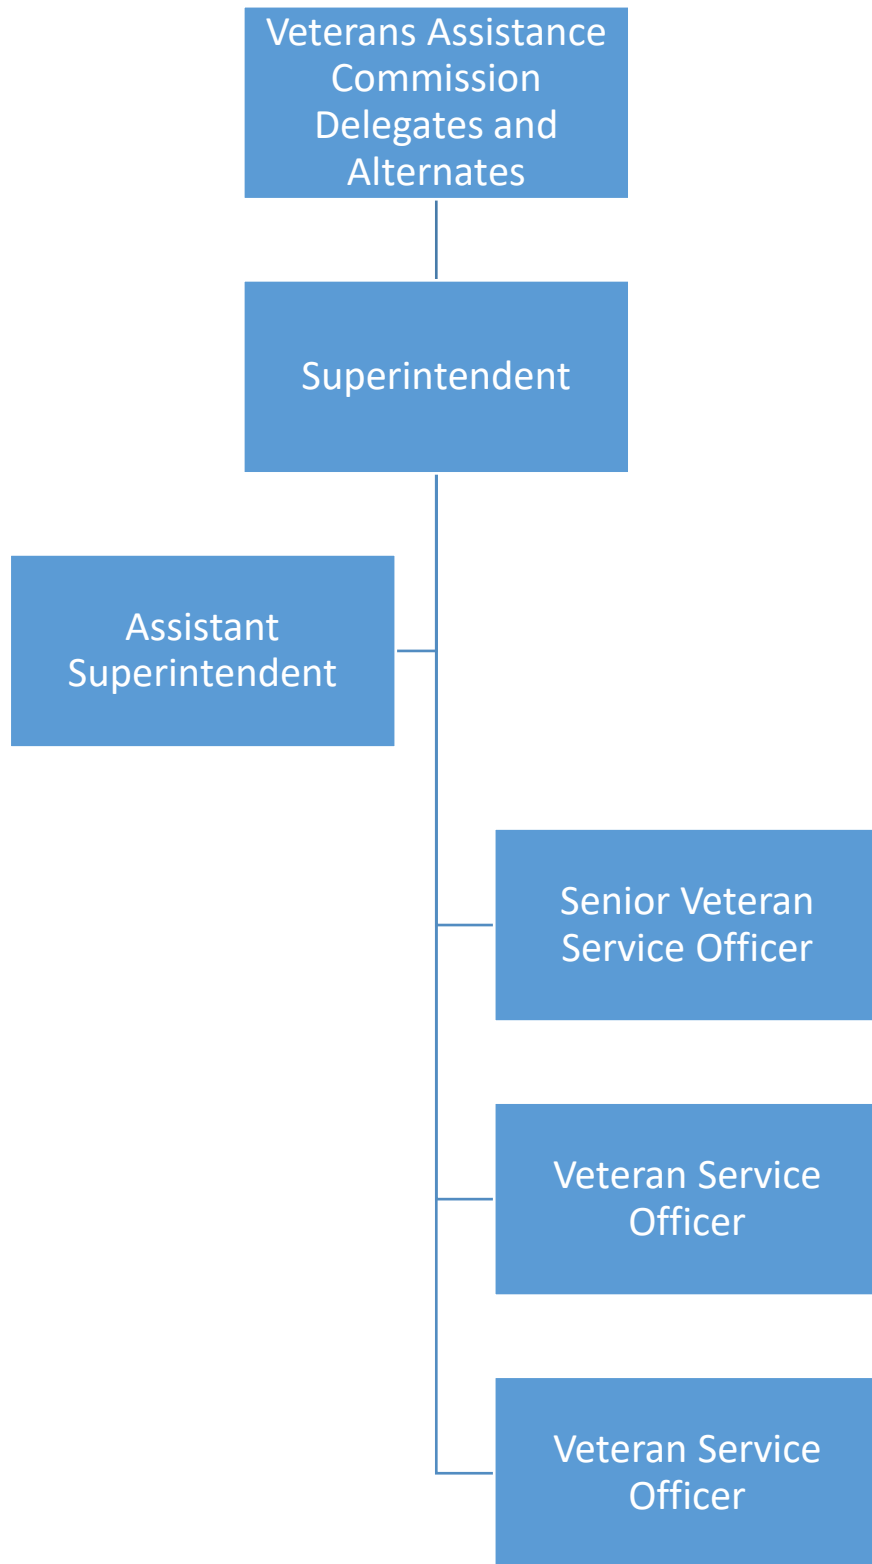 Veterans Assistance
Commission
Delegates and
Alternates
Superintendent
Assistant
Superintendent
Senior Veteran
Service Officer
Veteran Service
Officer
Veteran Service
Officer